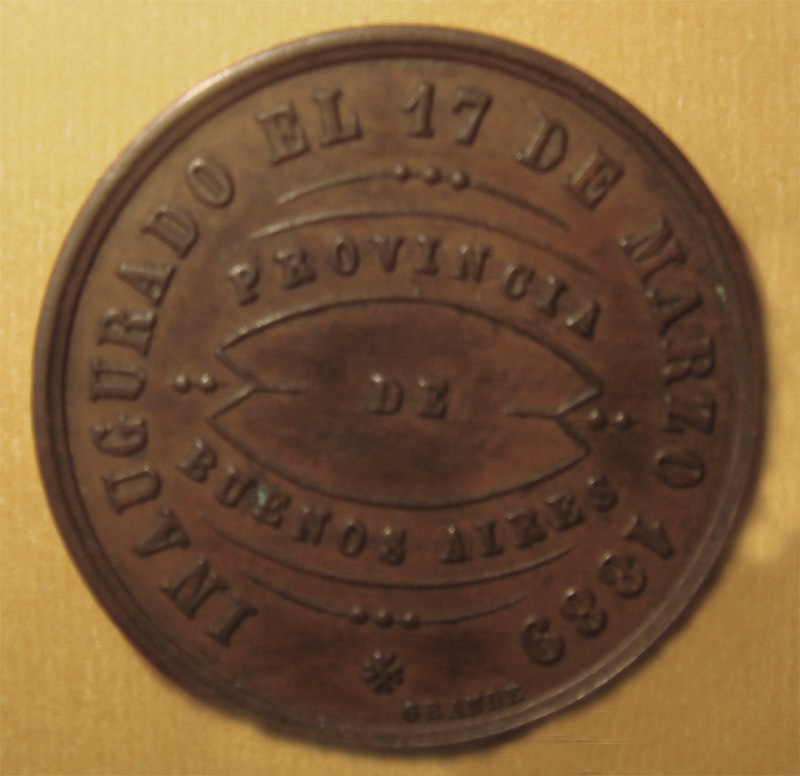 INAUGURADO EL 17 DE MARZO 1889
PROVINCIA
DE
BUENOS AIRES